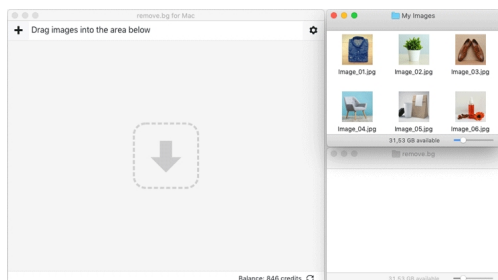 remove.bg for Mac
Drag images into the area below
Balance: 846 credits
My Images
Image_01.jpg
Image_02.jpg
Image_03.jpg
Image_04.jpg
Image_05.jpg
Image_06.jpg
31,53 GB available
remove.bg
31,53 GB available